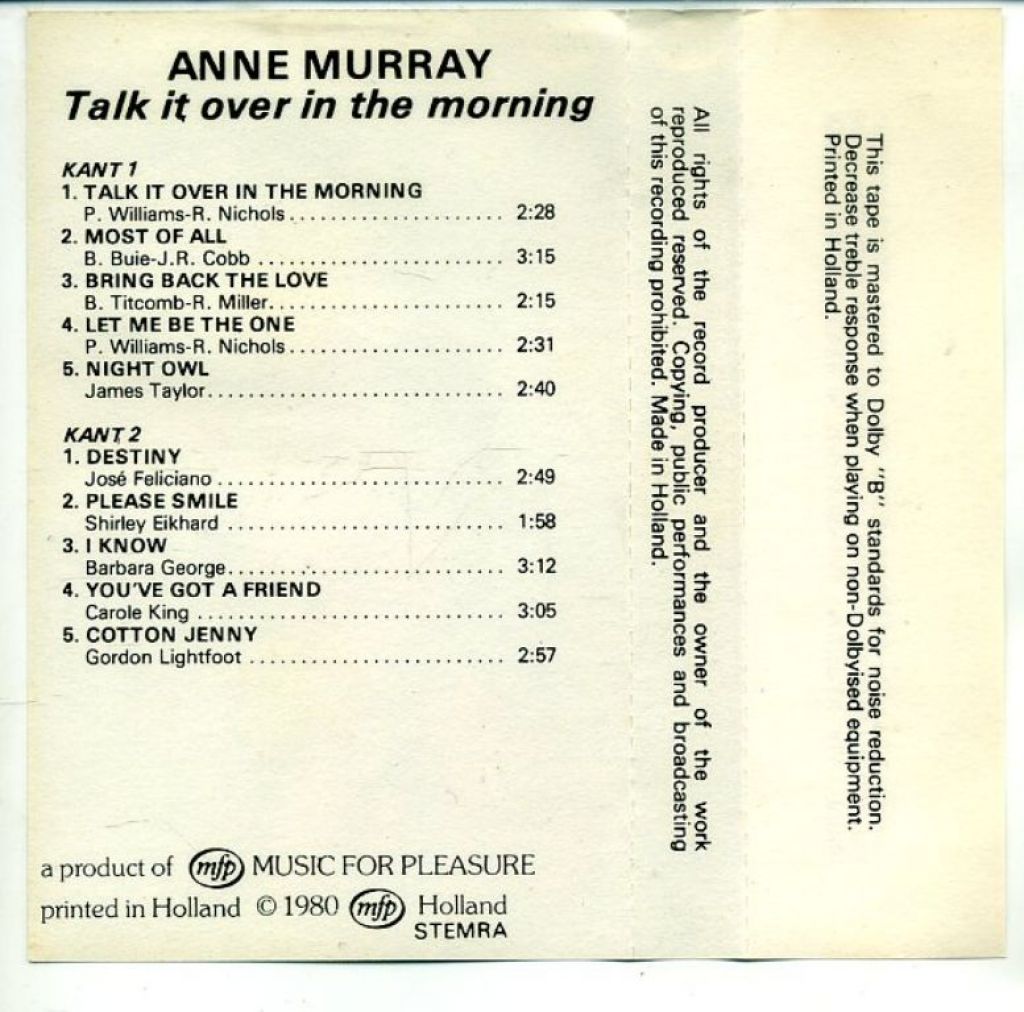 ANNE MURRAY
Talk it over in the morning
KANT 1
1. TALK IT OVER IN THE MORNING
P. Williams-R. Nichols ..................... 2:28
2. MOST OF ALL
B. Buie-J.R. Cobb ........................ 3:15
3. BRING BACK THE LOVE
B. Titcomb-R. Miller....................... 2:15
4. LET ME BE THE ONE
P. Williams-R. Nichols ..................... 2:31
5. NIGHT OWL
James Taylor............................. 2:40
KANT 2
1. DESTINY
José Feliciano ............................ 2:49
2. PLEASE SMILE
Shirley Eikhard ........................... 1:58
3. I KNOW
Barbara George........................... 3:12
4. YOU'VE GOT A FRIEND
Carole King .............................. 3:05
5. COTTON JENNY
Gordon Lightfoot ......................... 2:57
a product of mfp MUSIC FOR PLEASURE
printed in Holland © 1980 mfp Holland
STEMRA
All rights of the record producer and the owner of the work
reproduced reserved. Copying, public performances and broadcasting
of this recording prohibited. Made in Holland.
This tape is mastered to Dolby "B" standards for noise reduction.
Decrease treble response when playing on non-Dolbyised equipment.
Printed in Holland.